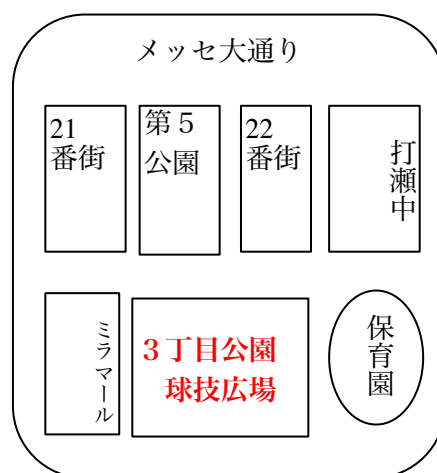 メッセ大通り
21
番街
第５
公園
22
番街
打瀬中
ミラマール
３丁目公園
球技広場
保育園